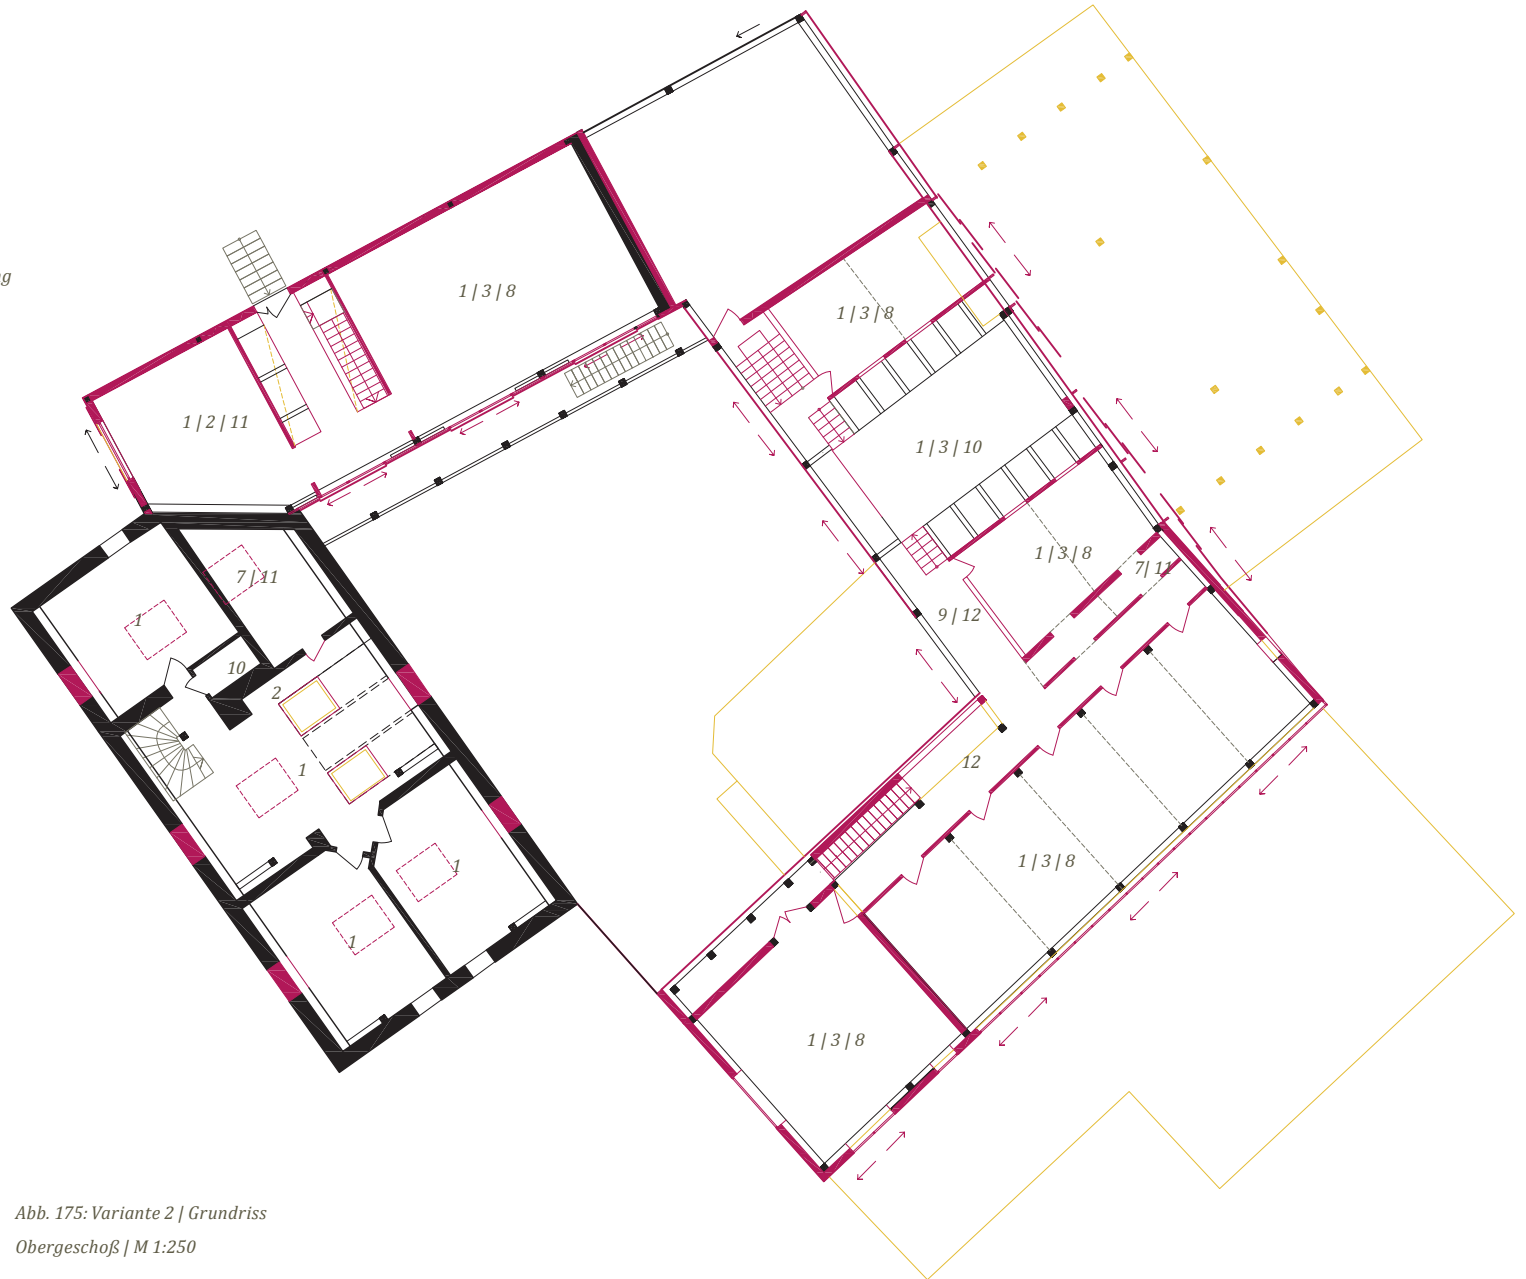 g
1 | 3 | 8
1 | 3 | 8
1 | 2 | 11
1 | 3 | 10
1 | 3 | 8
7 | 11
7 | 11
9 | 12
1
10
2
12
1
1 | 3 | 8
1
1
1 | 3 | 8
Abb. 175: Variante 2 | Grundriss
Obergeschoß | M 1:250